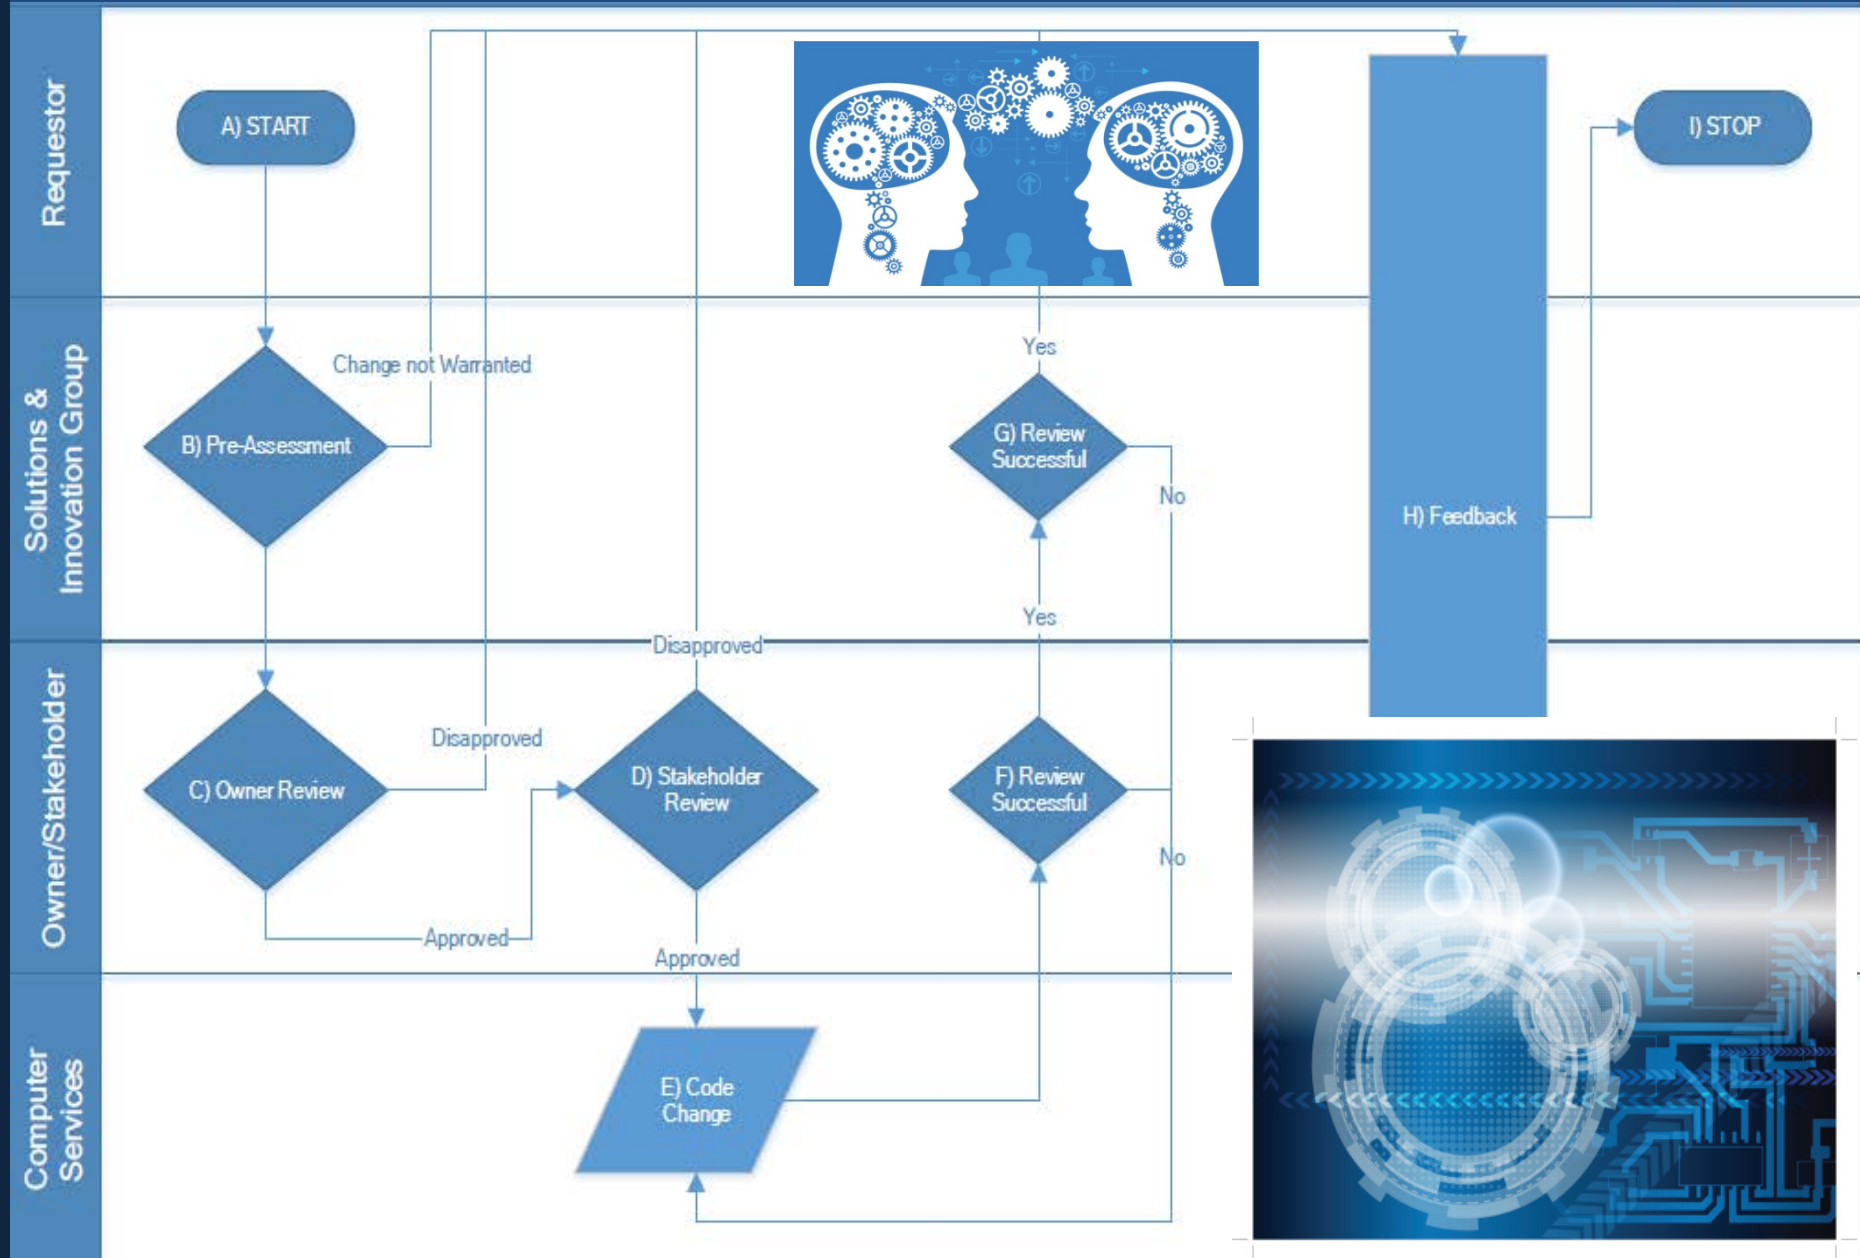 Requestor
A) START
I) STOP
Solutions &
Innovation Group
Change not Warranted
B) Pre-Assessment
Yes
G) Review
Successful
No
H) Feedback
Yes
Owner/Stakeholder
Disapproved
Disapproved
C) Owner Review
D) Stakeholder
Review
F) Review
Successful
No
Approved
Approved
Computer
Services
E) Code
Change